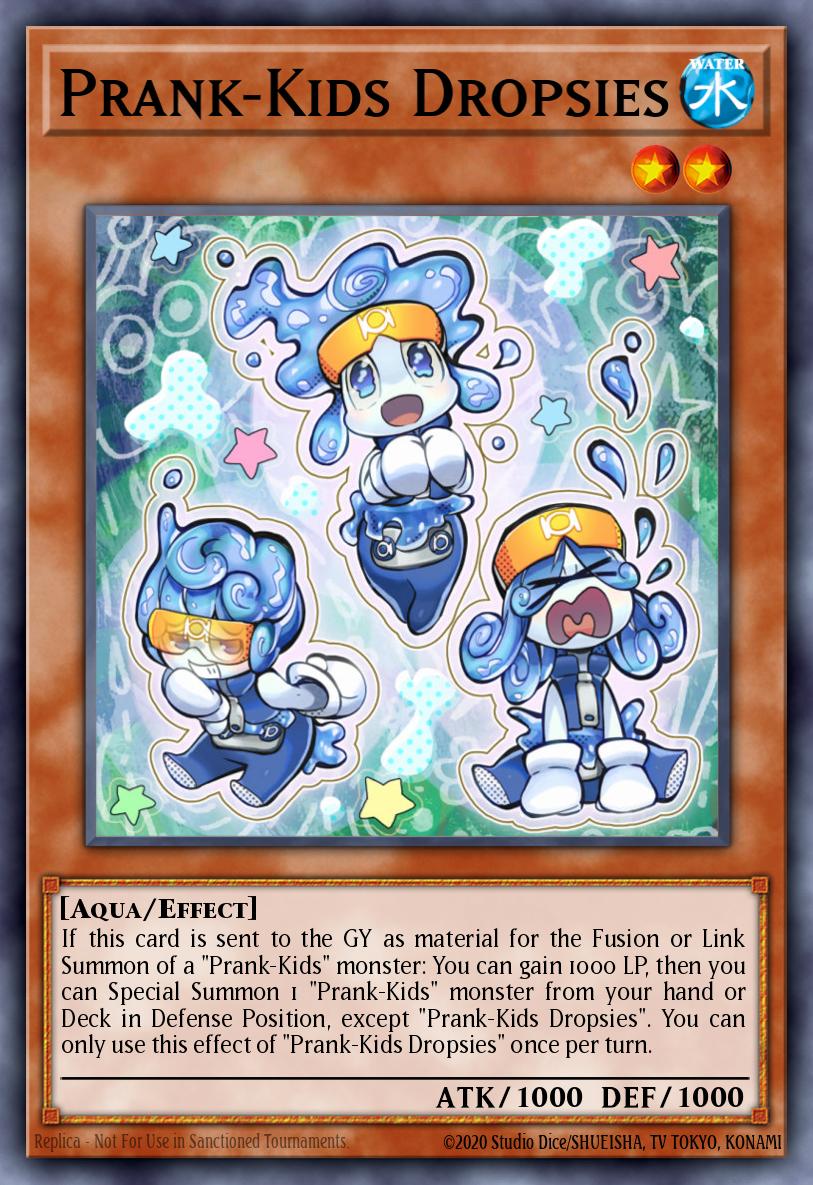 Prank-Kids Dropsies
WATER
水
[Aqua/Effect]
If this card is sent to the GY as material for the Fusion or Link
Summon of a "Prank-Kids" monster: You can gain 1000 LP, then you
can Special Summon 1 "Prank-Kids" monster from your hand or
Deck in Defense Position, except "Prank-Kids Dropsies". You can
only use this effect of "Prank-Kids Dropsies" once per turn.
ATK/1000 DEF/1000
Replica - Not For Use in Sanctioned Tournaments.
©2020 Studio Dice/SHUEISHA, TV TOKYO, KONAMI